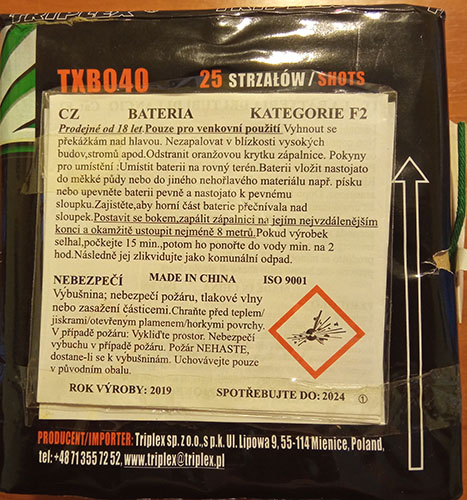 TRIPLEX TRIPLEX TRIPLEX
TXB040 25 STRZAŁÓW / SHOTS
CZ BATERIA KATEGORIE F2
Prodejné od 18 let.Pouze pro venkovní použití Vyhnout se
překážkám nad hlavou. Nezapalovat v blízkosti vysokých
budov,stromů apod.Odstranit oranžovou krytku zápalnice. Pokyny
pro umístění :Umístit baterii na rovný terén.Baterii vložit nastojato
do měkké půdy nebo do jiného nehořlavého materiálu např. písku
nebo upevněte baterii pevně a nastojato k pevnému
sloupku.Zajistěte,aby horní část baterie přečnívala nad
sloupek.Postavit se bokem,zapálit zápalnici na jejím nejvzdálenějším
konci a okamžitě ustoupit nejméně 8 metrů.Pokud výrobek
selhal,počkejte 15 min.,potom ho ponořte do vody min. na 2
hod.Následně jej zlikvidujte jako komunální odpad.
NEBEZPEČÍ MADE IN CHINA ISO 9001
Výbušnina; nebezpečí požáru, tlakové vlny
nebo zasažení částicemi.Chraňte před teplem/
jiskrami/otevřeným plamenem/horkymi povrchy.
V případě požáru: Vykliďte prostor. Nebezpečí
vybuchu v případě požáru. Požár NEHASTE,
dostane-li se k výbušninám. Uchovávejte pouze
v původním obalu.
ROK VÝROBY: 2019 SPOTŘEBUJTE DO: 2024 1
PRODUCENT/IMPORTER: Triplex sp. z o.o., s p.k. Ul. Lipowa 9, 55-114 Mienice, Poland,
tel: +48 71 355 72 52, www.triplex@triplex.pl